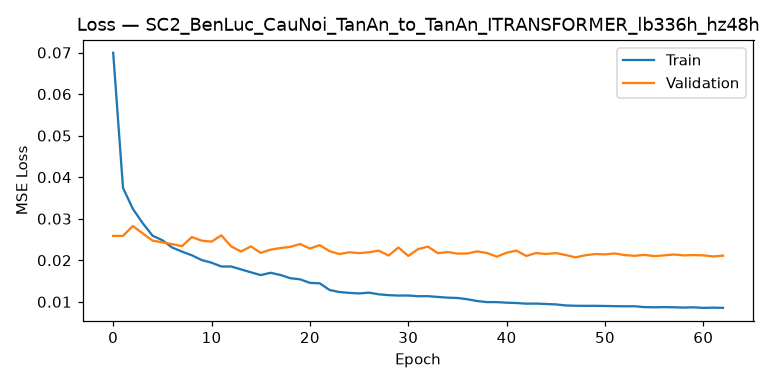 Loss — SC2_BenLuc_CauNoi_TanAn_to_TanAn_ITRANSFORMER_lb336h_hz48h
Train
Validation
0.07
0.06
0.05
0.04
0.03
0.02
0.01
MSE Loss
0 10 20 30 40 50 60
Epoch